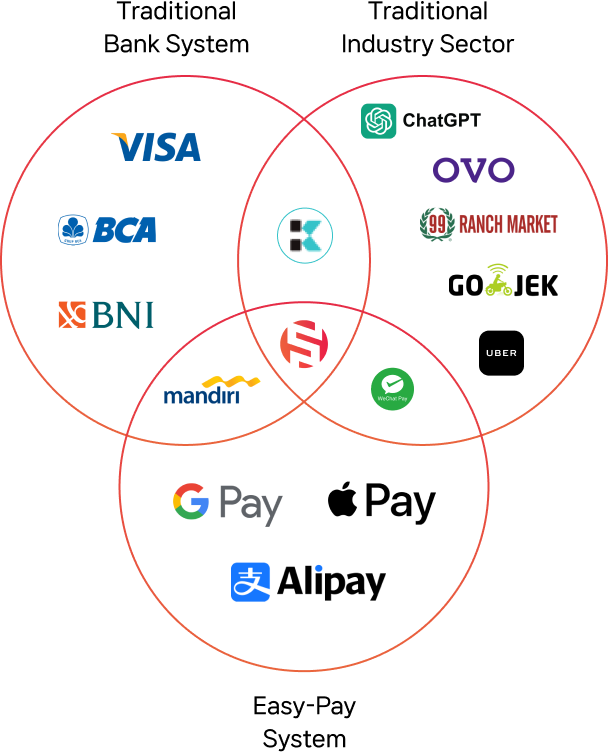 Traditional
Bank System
Traditional
Industry Sector
VISA
ChatGPT
OVO
BCA
99 RANCH MARKET
GOJEK
BNI
UBER
mandiri
WeChat Pay
G Pay
Pay
支 Alipay
Easy-Pay
System